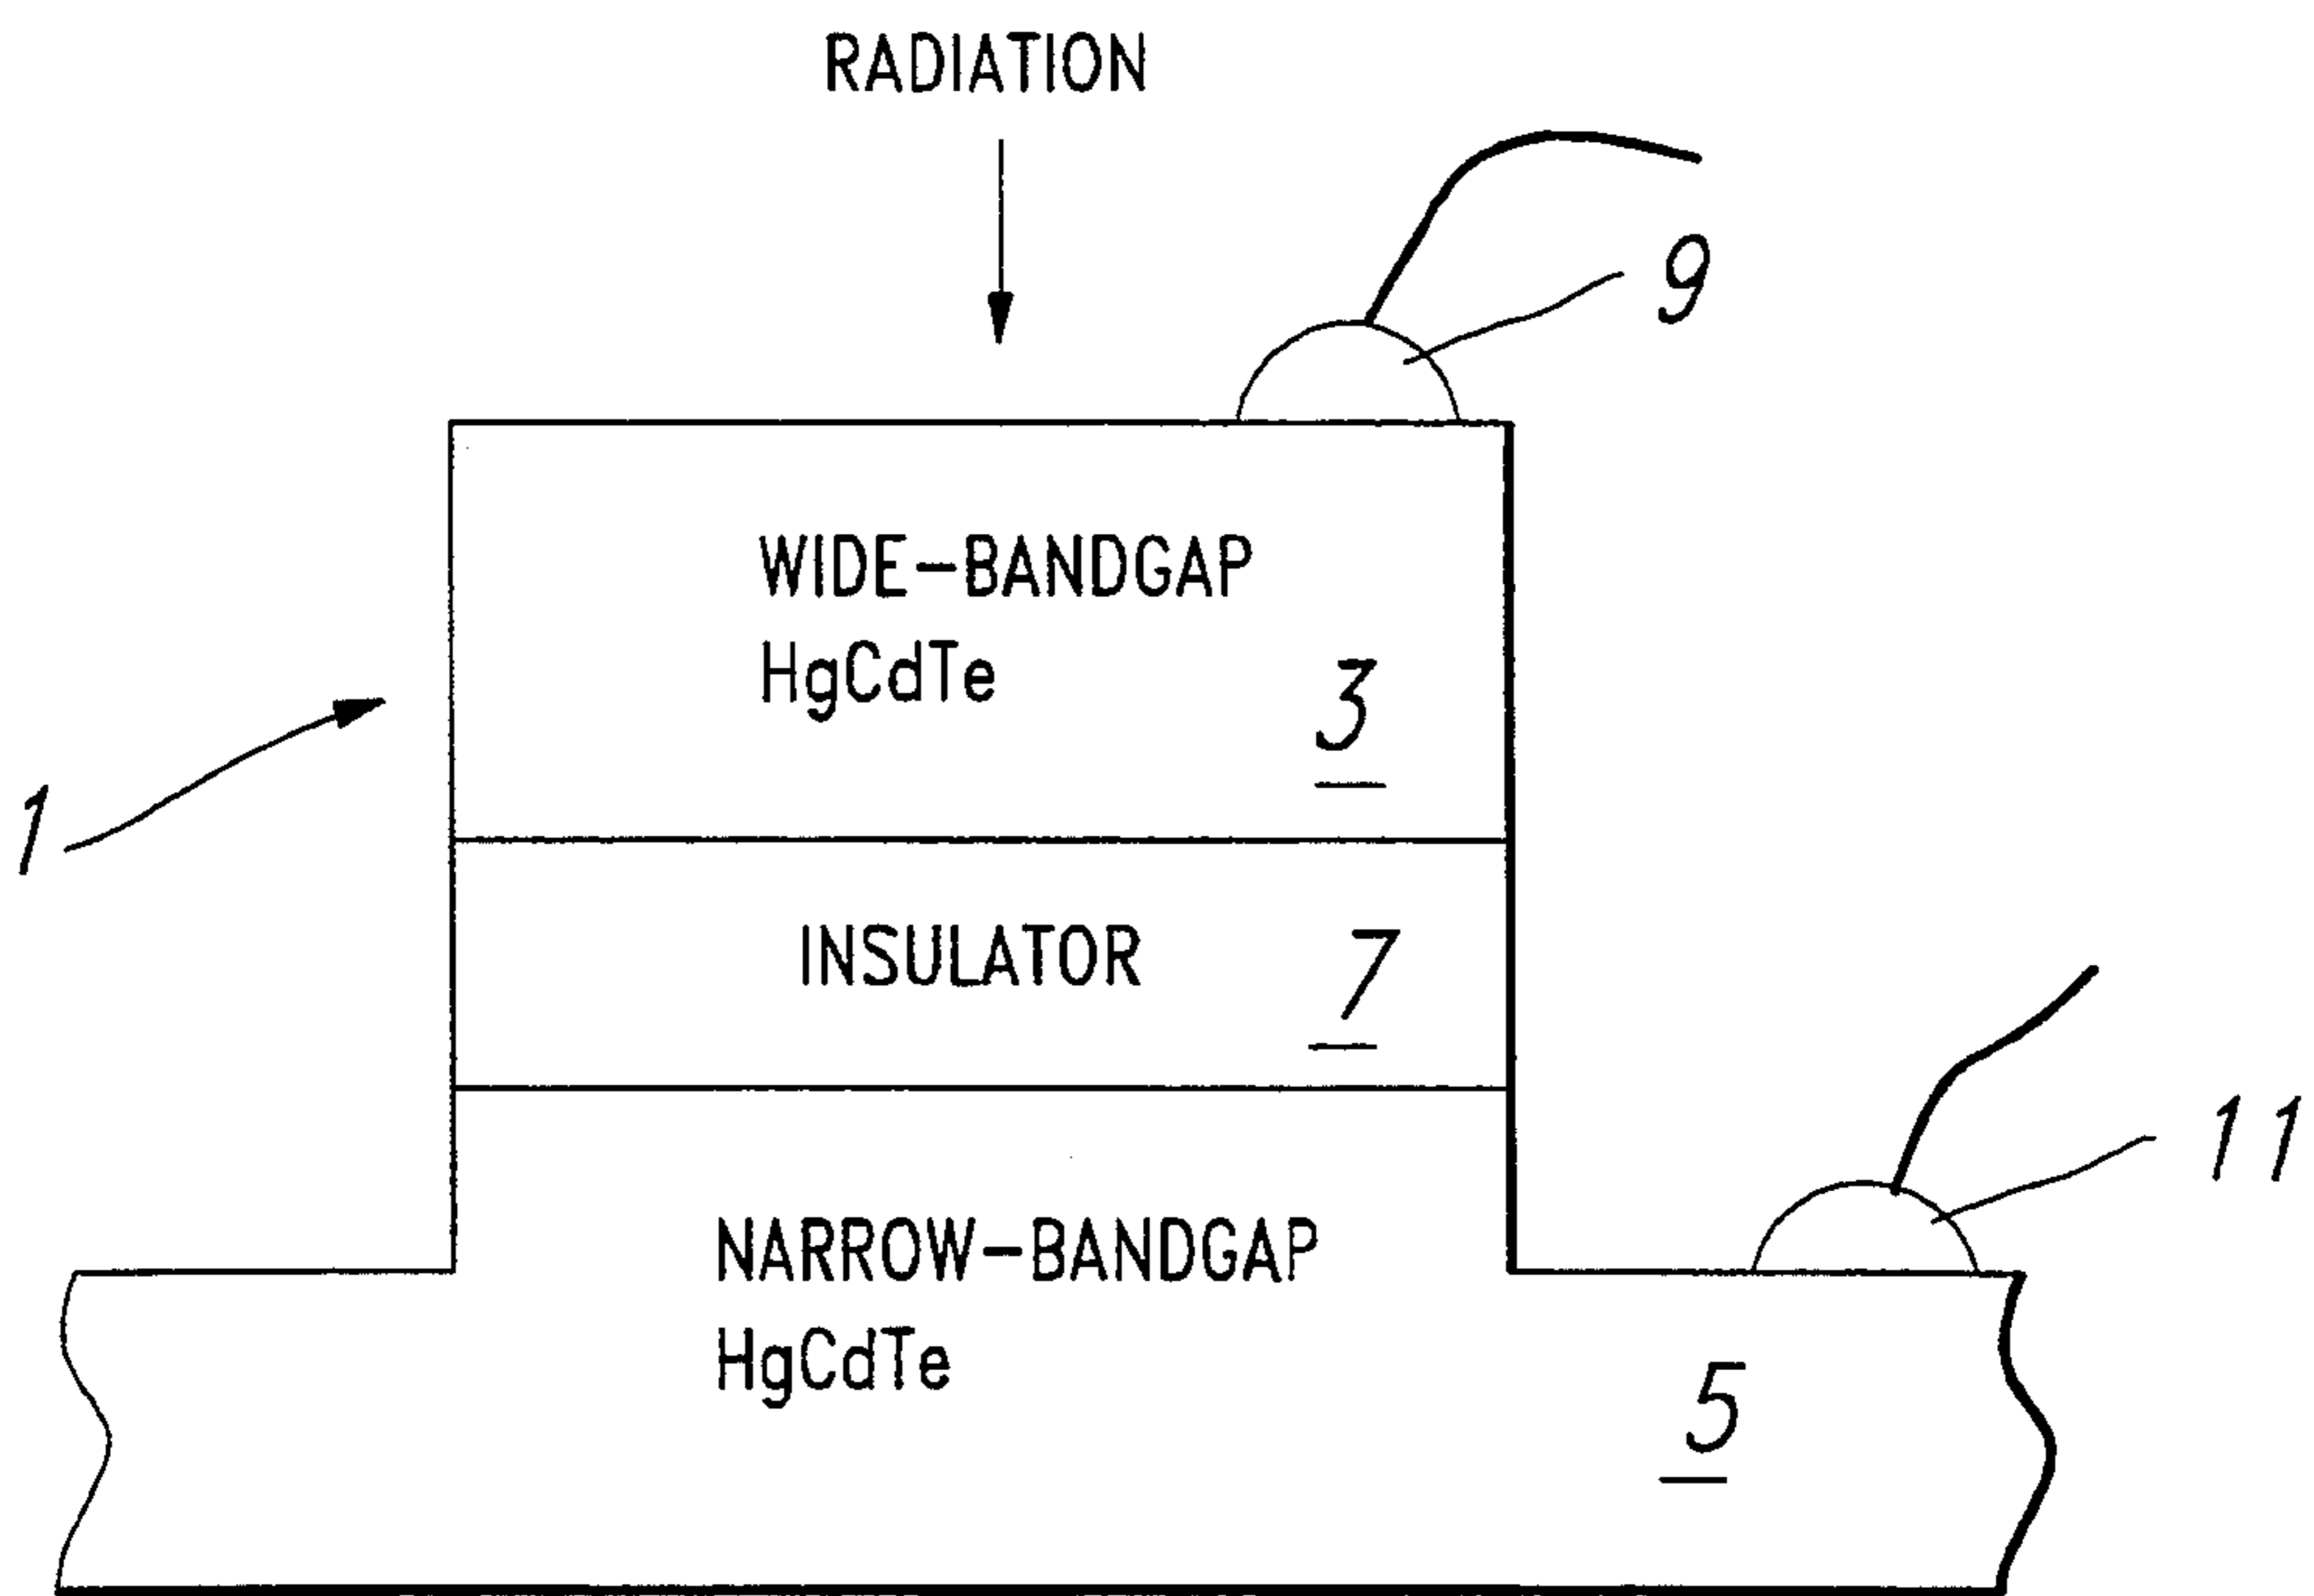 RADIATION
9
WIDE-BANDGAP
HgCdTe
3
1
INSULATOR
7
11
NARROW-BANDGAP
HgCdTe
5